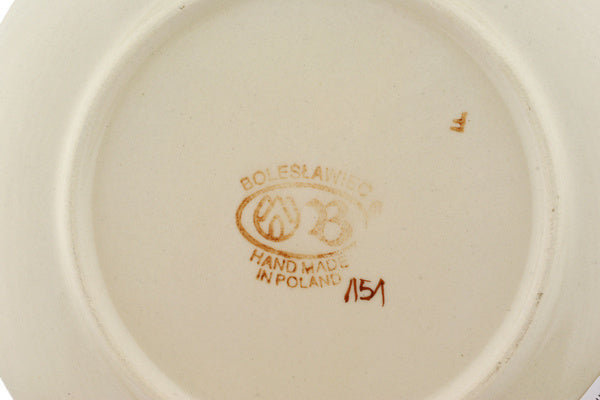 F
BOLESŁAWIEC
B
HAND MADE
IN POLAND
151